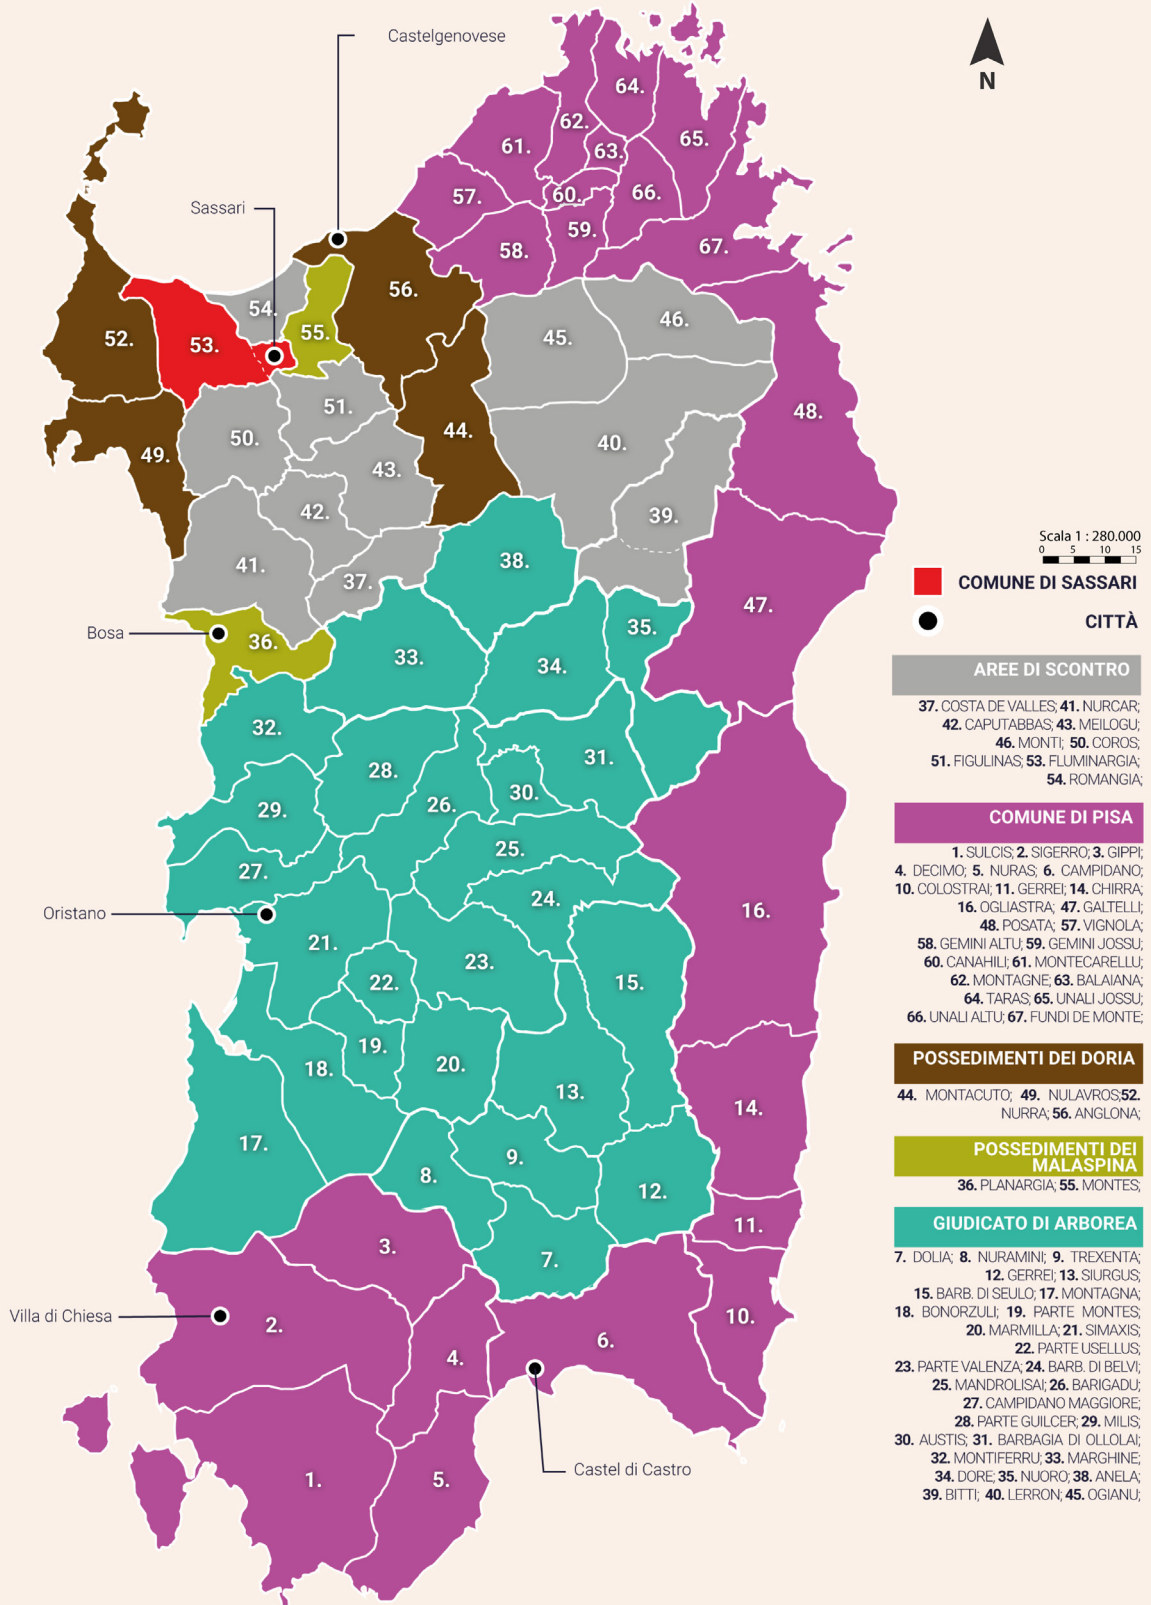 Castelgenovese
N
64.
62.
65.
61.
63.
57.
60.
66.
Sassari
59.
58.
67.
56.
54.
46.
52.
53.
55.
45.
51.
48.
44.
50.
40.
49.
43.
42.
39.
38.
41.
37.
47.
Bosa
36.
35.
33.
34.
32.
31.
28.
30.
26.
29.
25.
27.
24.
16.
Oristano
21.
23.
22.
15.
19.
18.
20.
13.
14.
17.
9.
8.
12.
11.
3.
7.
Villa di Chiesa
2.
10.
6.
4.
Castel di Castro
1.
5.
Scala 1 : 280.000
0 5 10 15
COMUNE DI SASSARI
CITTÀ
AREE DI SCONTRO
37. COSTA DE VALLES; 41. NURCAR;
42. CAPUTABBAS; 43. MEILOGU;
46. MONTI; 50. COROS;
51. FIGULINAS; 53. FLUMINARGIA;
54. ROMANGIA;
COMUNE DI PISA
1. SULCIS; 2. SIGERRO; 3. GIPPI;
4. DECIMO; 5. NURAS; 6. CAMPIDANO;
10. COLOSTRAI; 11. GERREI; 14. CHIRRA;
16. OGLIASTRA; 47. GALTELLI;
48. POSATA; 57. VIGNOLA;
58. GEMINI ALTU; 59. GEMINI JOSSU;
60. CANAHILI; 61. MONTECARELLU;
62. MONTAGNE; 63. BALAIANA;
64. TARAS; 65. UNALI JOSSU;
66. UNALI ALTU; 67. FUNDI DE MONTE;
POSSEDIMENTI DEI DORIA
44. MONTACUTO; 49. NULAVROS;52.
NURRA; 56. ANGLONA;
POSSEDIMENTI DEI
MALASPINA
36. PLANARGIA; 55. MONTES;
GIUDICATO DI ARBOREA
7. DOLIA; 8. NURAMINI; 9. TREXENTA;
12. GERREI; 13. SIURGUS;
15. BARB. DI SEULO; 17. MONTAGNA;
18. BONORZULI; 19. PARTE MONTES;
20. MARMILLA; 21. SIMAXIS;
22. PARTE USELLUS;
23. PARTE VALENZA; 24. BARB. DI BELVI;
25. MANDROLISAI; 26. BARIGADU;
27. CAMPIDANO MAGGIORE;
28. PARTE GUILCER; 29. MILIS;
30. AUSTIS; 31. BARBAGIA DI OLLOLAI;
32. MONTIFERRU; 33. MARGHINE;
34. DORE; 35. NUORO; 38. ANELA;
39. BITTI; 40. LERRON; 45. OGIANU;